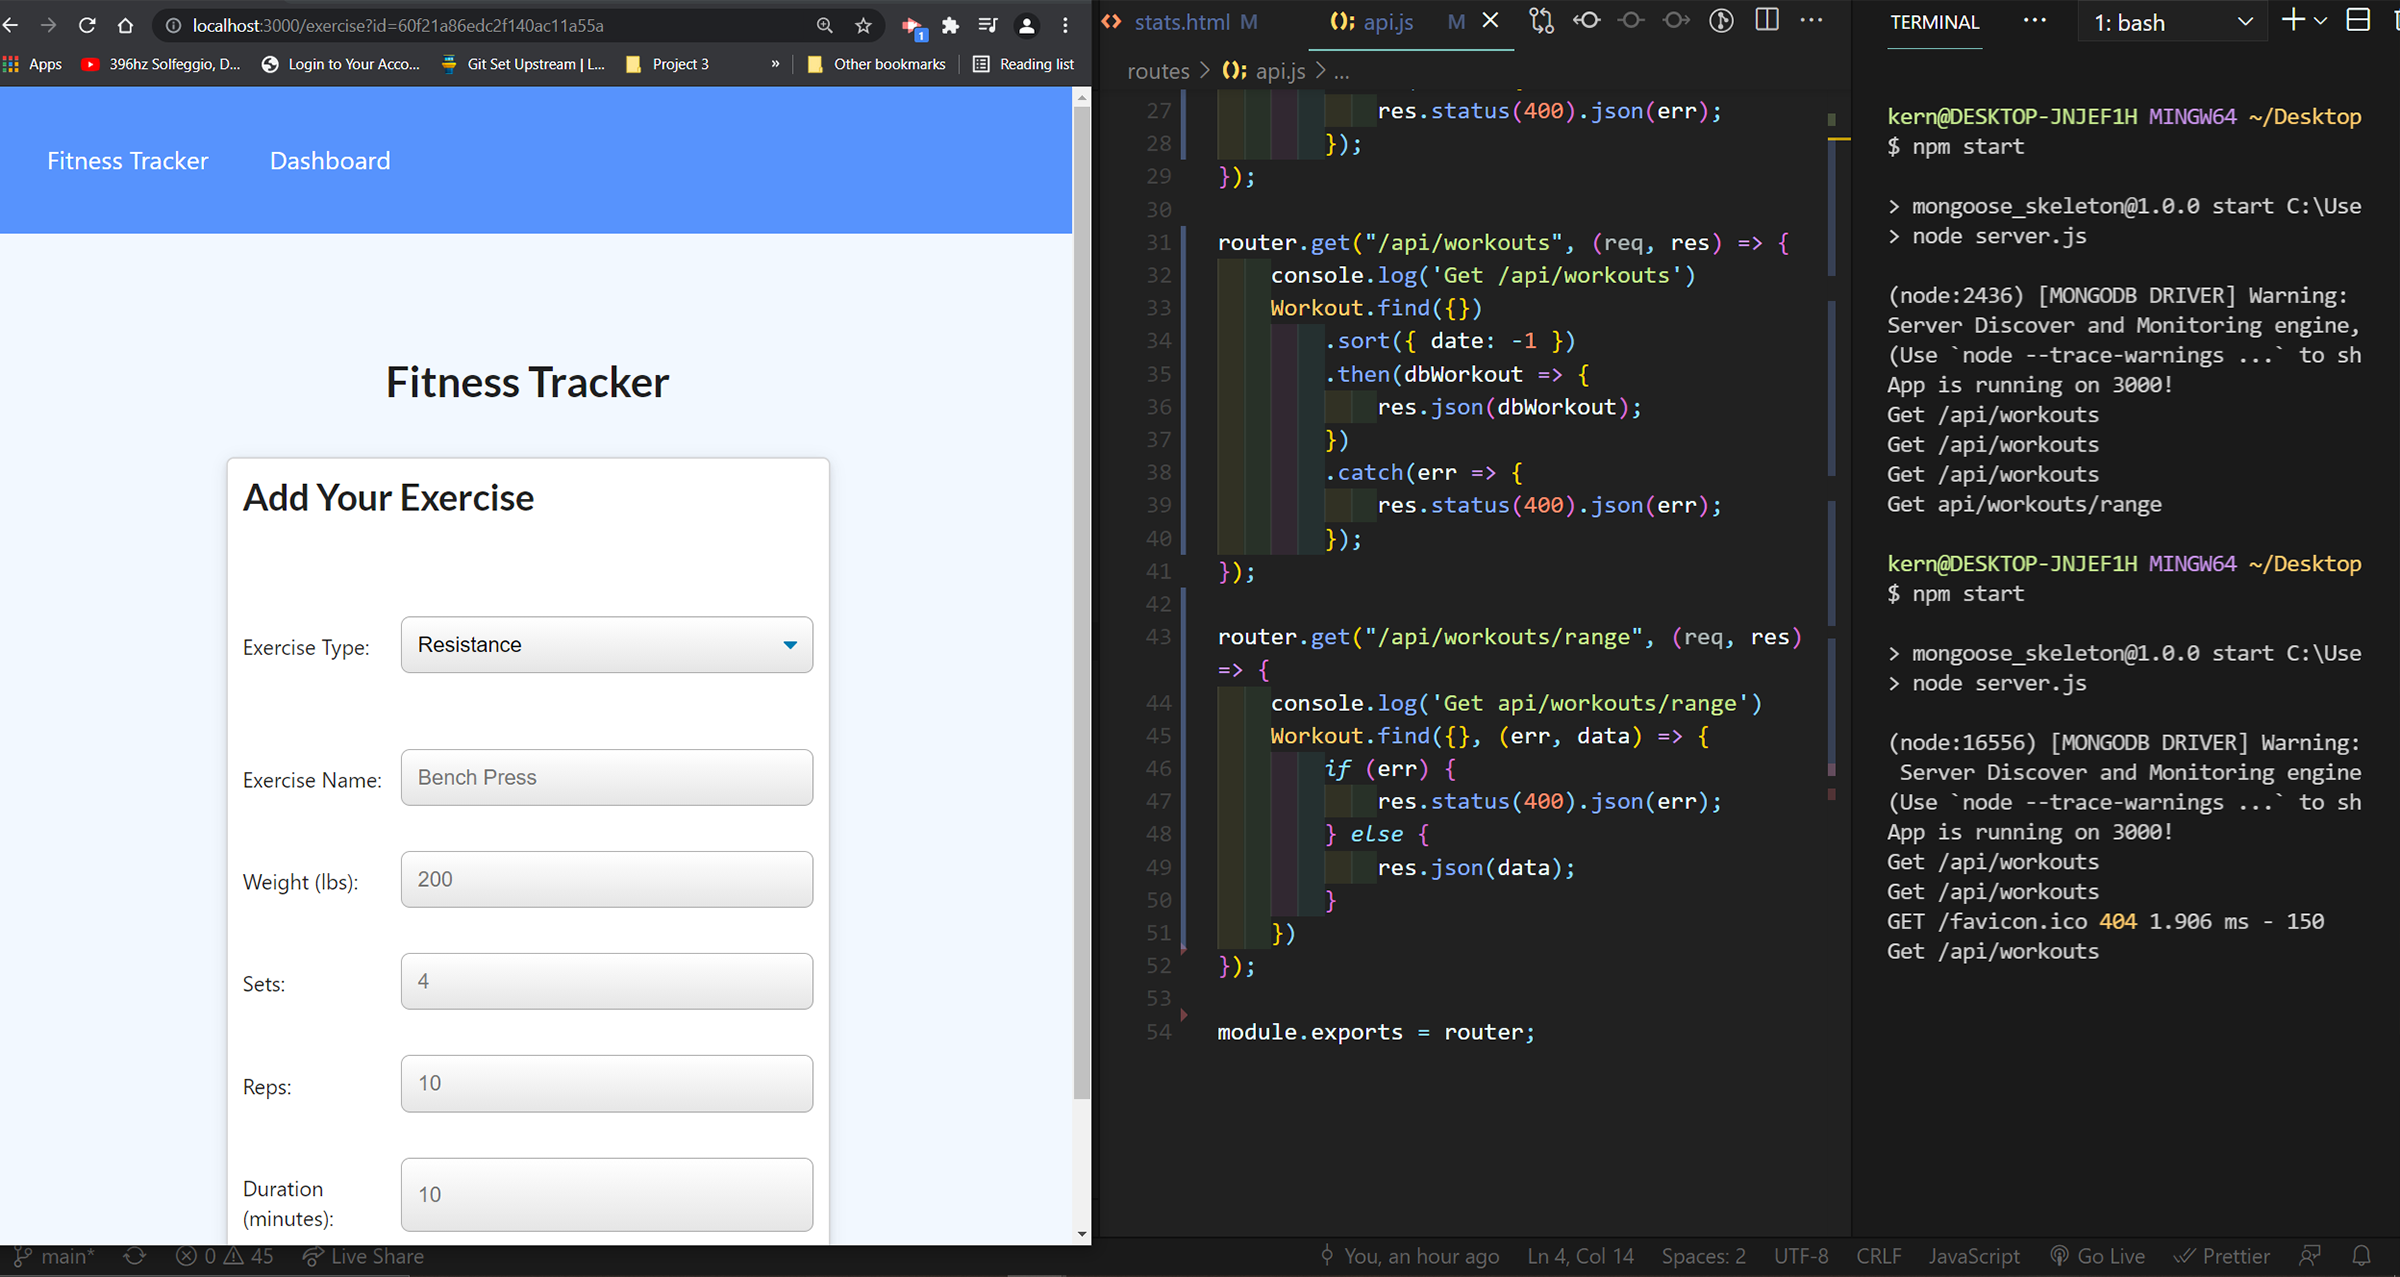 localhost:3000/exercise?id=60f21a86edc2f140ac11a55a
1
Apps
396hz Solfeggio, D...
Login to Your Acco...
Git Set Upstream | L...
Project 3
»
Other bookmarks
Reading list
Fitness Tracker
Dashboard
Fitness Tracker
Add Your Exercise
Exercise Type:
Resistance
Exercise Name:
Bench Press
Weight (lbs):
200
Sets:
4
Reps:
10
Duration
(minutes):
10
stats.html M
api.js M
routes > api.js > ...
27 res.status(400).json(err);
28 });
29 });
30
31 router.get("/api/workouts", (req, res) => {
32 console.log('Get /api/workouts')
33 Workout.find({})
34 .sort({ date: -1 })
35 .then(dbWorkout => {
36 res.json(dbWorkout);
37 })
38 .catch(err => {
39 res.status(400).json(err);
40 });
41 });
42
43 router.get("/api/workouts/range", (req, res)
=> {
44 console.log('Get api/workouts/range')
45 Workout.find({}, (err, data) => {
46 if (err) {
47 res.status(400).json(err);
48 } else {
49 res.json(data);
50 }
51 })
52 });
53
54 module.exports = router;
TERMINAL
1: bash
kern@DESKTOP-JNJEF1H MINGW64 ~/Desktop
$ npm start
> mongoose_skeleton@1.0.0 start C:\Use
> node server.js
(node:2436) [MONGODB DRIVER] Warning:
Server Discover and Monitoring engine,
(Use `node --trace-warnings ...` to sh
App is running on 3000!
Get /api/workouts
Get /api/workouts
Get /api/workouts
Get api/workouts/range
kern@DESKTOP-JNJEF1H MINGW64 ~/Desktop
$ npm start
> mongoose_skeleton@1.0.0 start C:\Use
> node server.js
(node:16556) [MONGODB DRIVER] Warning:
Server Discover and Monitoring engine
(Use `node --trace-warnings ...` to sh
App is running on 3000!
Get /api/workouts
Get /api/workouts
GET /favicon.ico 404 1.906 ms - 150
Get /api/workouts
main* 0 45 Live Share You, an hour ago Ln 4, Col 14 Spaces: 2 UTF-8 CRLF JavaScript Go Live Prettier